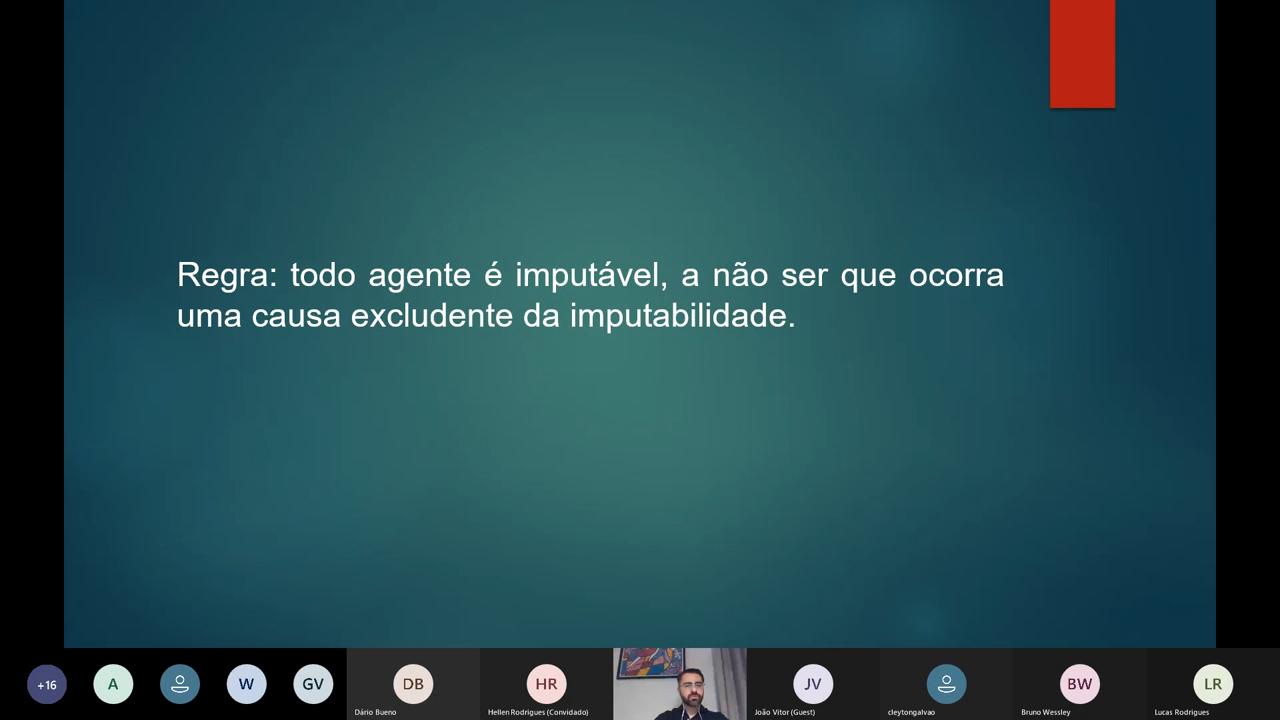 Regra: todo agente é imputável, a não ser que ocorra
uma causa excludente da imputabilidade.
+16
A
W
GV
DB
HR
JV
BW
LR
Dário Bueno
Hellen Rodrigues (Convidado)
João Vitor (Guest)
cleytongalvao
Bruno Wessley
Lucas Rodrigues